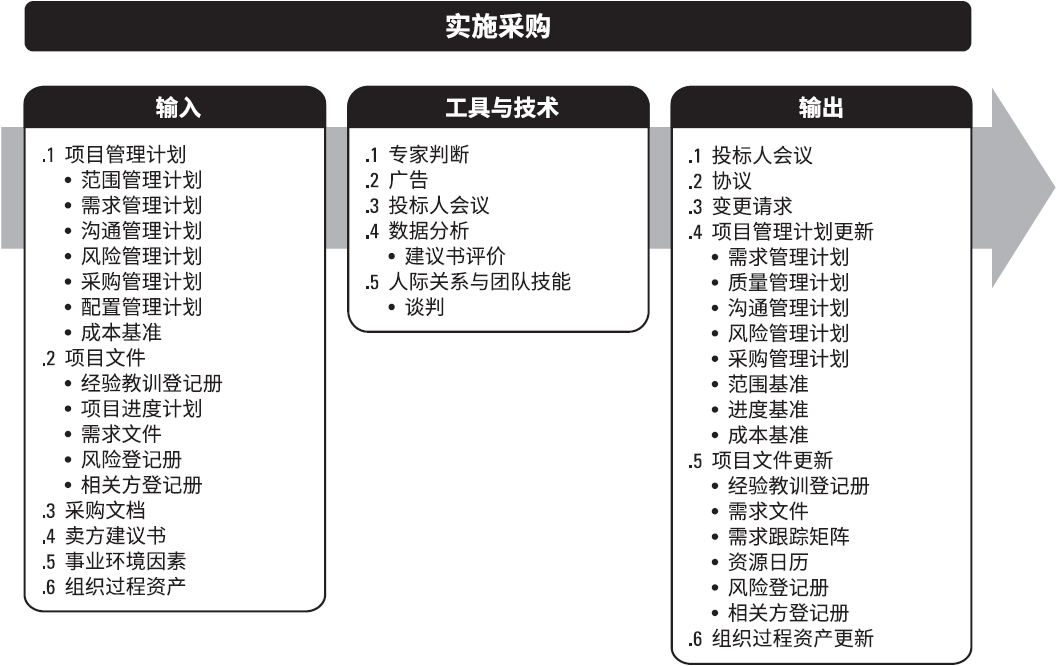 实施采购
输入
.1 项目管理计划
• 范围管理计划
• 需求管理计划
• 沟通管理计划
• 风险管理计划
• 采购管理计划
• 配置管理计划
• 成本基准
.2 项目文件
• 经验教训登记册
• 项目进度计划
• 需求文件
• 风险登记册
• 相关方登记册
.3 采购文档
.4 卖方建议书
.5 事业环境因素
.6 组织过程资产
工具与技术
.1 专家判断
.2 广告
.3 投标人会议
.4 数据分析
• 建议书评价
.5 人际关系与团队技能
• 谈判
输出
.1 投标人会议
.2 协议
.3 变更请求
.4 项目管理计划更新
• 需求管理计划
• 质量管理计划
• 沟通管理计划
• 风险管理计划
• 采购管理计划
• 范围基准
• 进度基准
• 成本基准
.5 项目文件更新
• 经验教训登记册
• 需求文件
• 需求跟踪矩阵
• 资源日历
• 风险登记册
• 相关方登记册
.6 组织过程资产更新